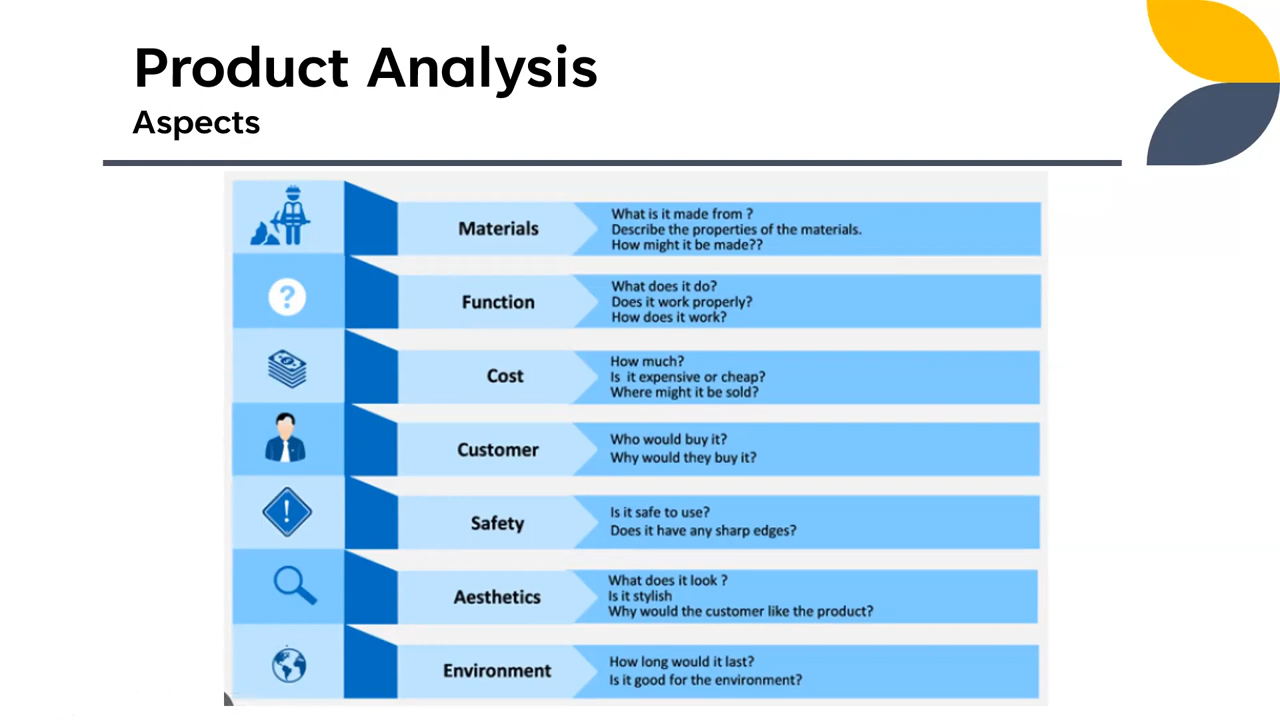 Product Analysis
Aspects
Materials
What is it made from ?
Describe the properties of the materials.
How might it be made??
Function
What does it do?
Does it work properly?
How does it work?
Cost
How much?
Is it expensive or cheap?
Where might it be sold?
Customer
Who would buy it?
Why would they buy it?
Safety
Is it safe to use?
Does it have any sharp edges?
Aesthetics
What does it look ?
Is it stylish
Why would the customer like the product?
Environment
How long would it last?
Is it good for the environment?